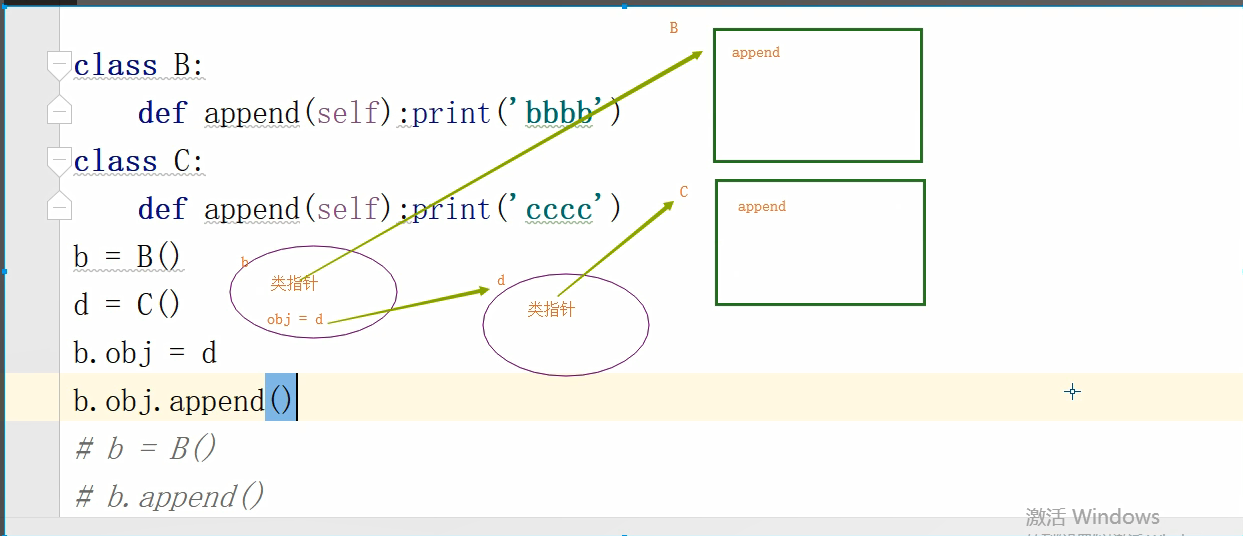 B
append
class B:
def append(self):print('bbbb')
class C:
C
append
def append(self):print('cccc')
b = B()
b
类指针
d
类指针
d = C()
obj = d
b.obj = d
b.obj.append()
# b = B()
# b.append()
激活 Windows